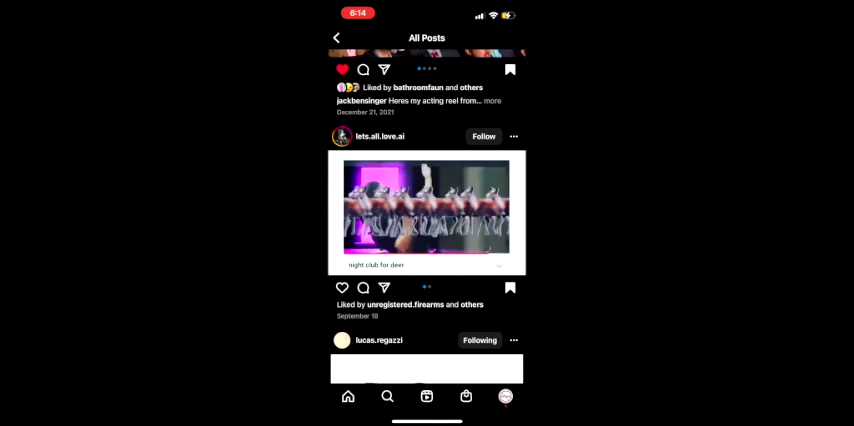 6:14
All Posts
Liked by bathroomfaun and others
jackbensinger Heres my acting reel from... more
December 21, 2021
lets.all.love.ai
Follow
night club for deer
Liked by unregistered.firearms and others
September 18
lucas.regazzi
Following